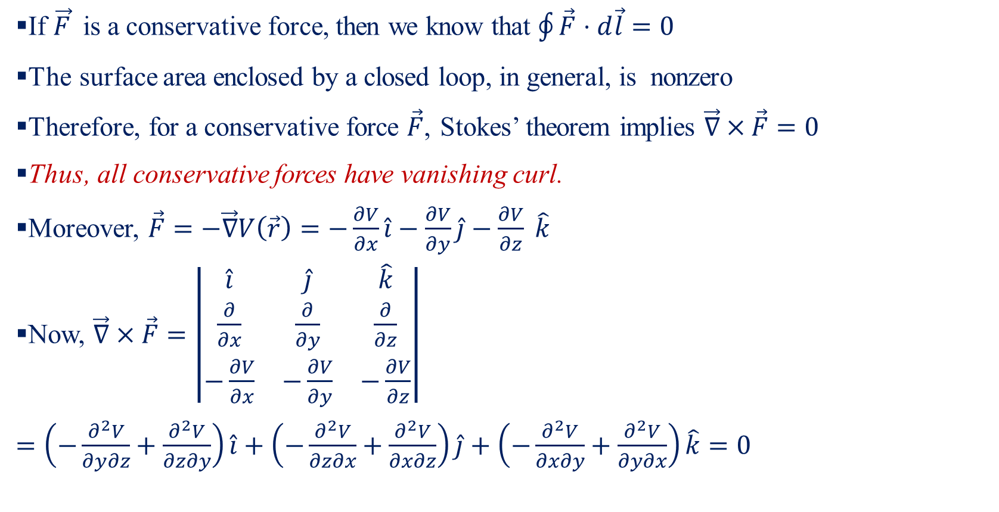 ▪If $\vec{F}$ is a conservative force, then we know that $\oint \vec{F} \cdot d\vec{l} = 0$
▪The surface area enclosed by a closed loop, in general, is nonzero
▪Therefore, for a conservative force $\vec{F}$, Stokes’ theorem implies $\vec{\nabla} \times \vec{F} = 0$
▪Thus, all conservative forces have vanishing curl.
▪Moreover, $\vec{F} = -\vec{\nabla}V(\vec{r}) = -\frac{\partial V}{\partial x}\hat{\imath} - \frac{\partial V}{\partial y}\hat{\jmath} - \frac{\partial V}{\partial z}\hat{k}$
▪Now, $\vec{\nabla} \times \vec{F} = \begin{vmatrix} \hat{\imath} & \hat{\jmath} & \hat{k} \\ \frac{\partial}{\partial x} & \frac{\partial}{\partial y} & \frac{\partial}{\partial z} \\ -\frac{\partial V}{\partial x} & -\frac{\partial V}{\partial y} & -\frac{\partial V}{\partial z} \end{vmatrix}$
$= \left(-\frac{\partial^2 V}{\partial y \partial z} + \frac{\partial^2 V}{\partial z \partial y}\right)\hat{\imath} + \left(-\frac{\partial^2 V}{\partial z \partial x} + \frac{\partial^2 V}{\partial x \partial z}\right)\hat{\jmath} + \left(-\frac{\partial^2 V}{\partial x \partial y} + \frac{\partial^2 V}{\partial y \partial x}\right)\hat{k} = 0$